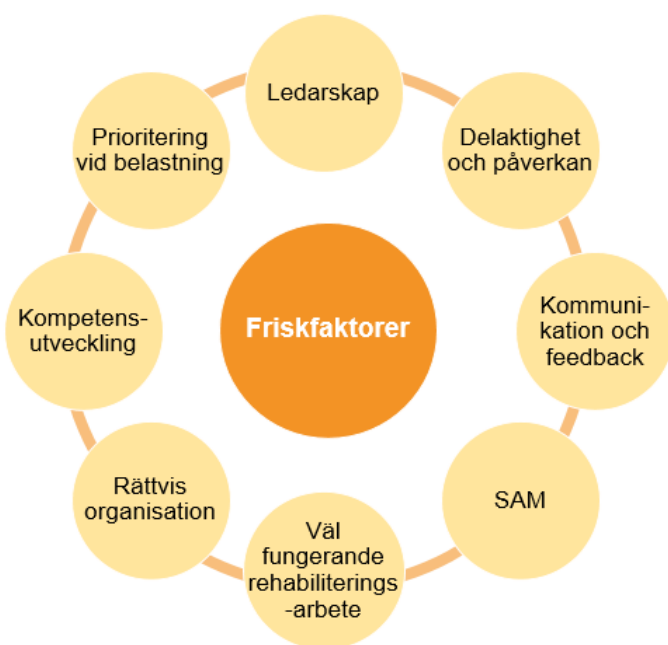 Ledarskap
Delaktighet
och påverkan
Kommuni-
kation och
feedback
SAM
Väl
fungerande
rehabiliterings
-arbete
Rättvis
organisation
Kompetens-
utveckling
Prioritering
vid belastning
Friskfaktorer